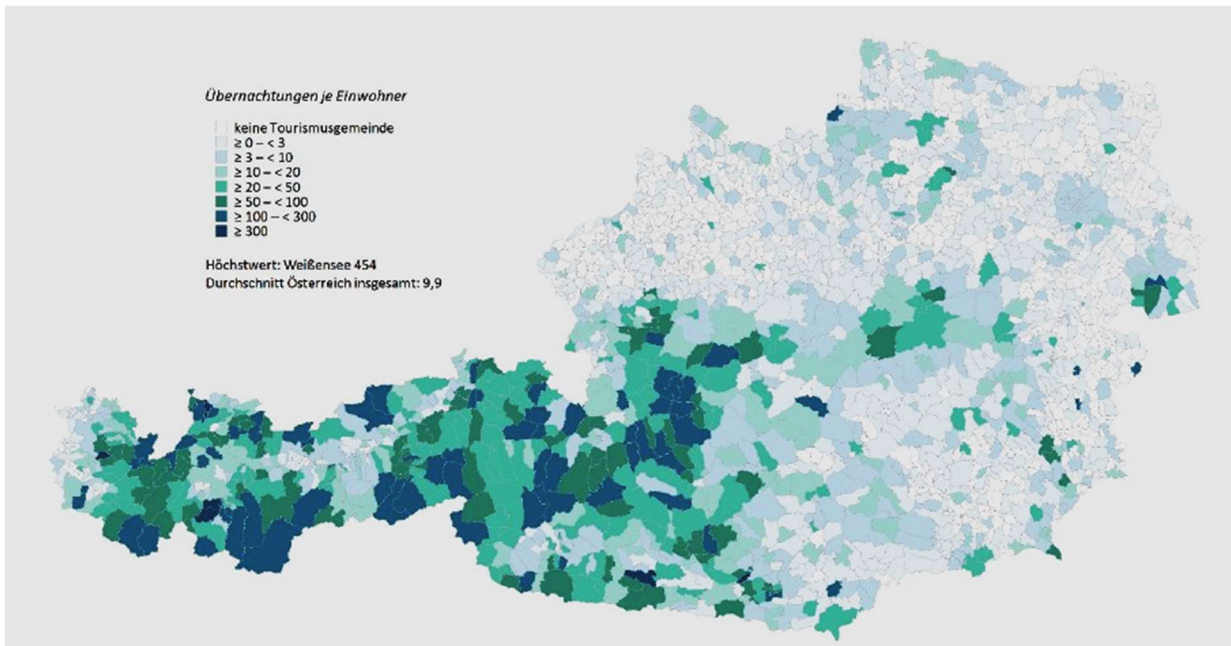 Übernachtungen je Einwohner
keine Tourismusgemeinde
≥ 0 – < 3
≥ 3 – < 10
≥ 10 – < 20
≥ 20 – < 50
≥ 50 – < 100
≥ 100 – < 300
≥ 300
Höchstwert: Weißensee 454
Durchschnitt Österreich insgesamt: 9,9